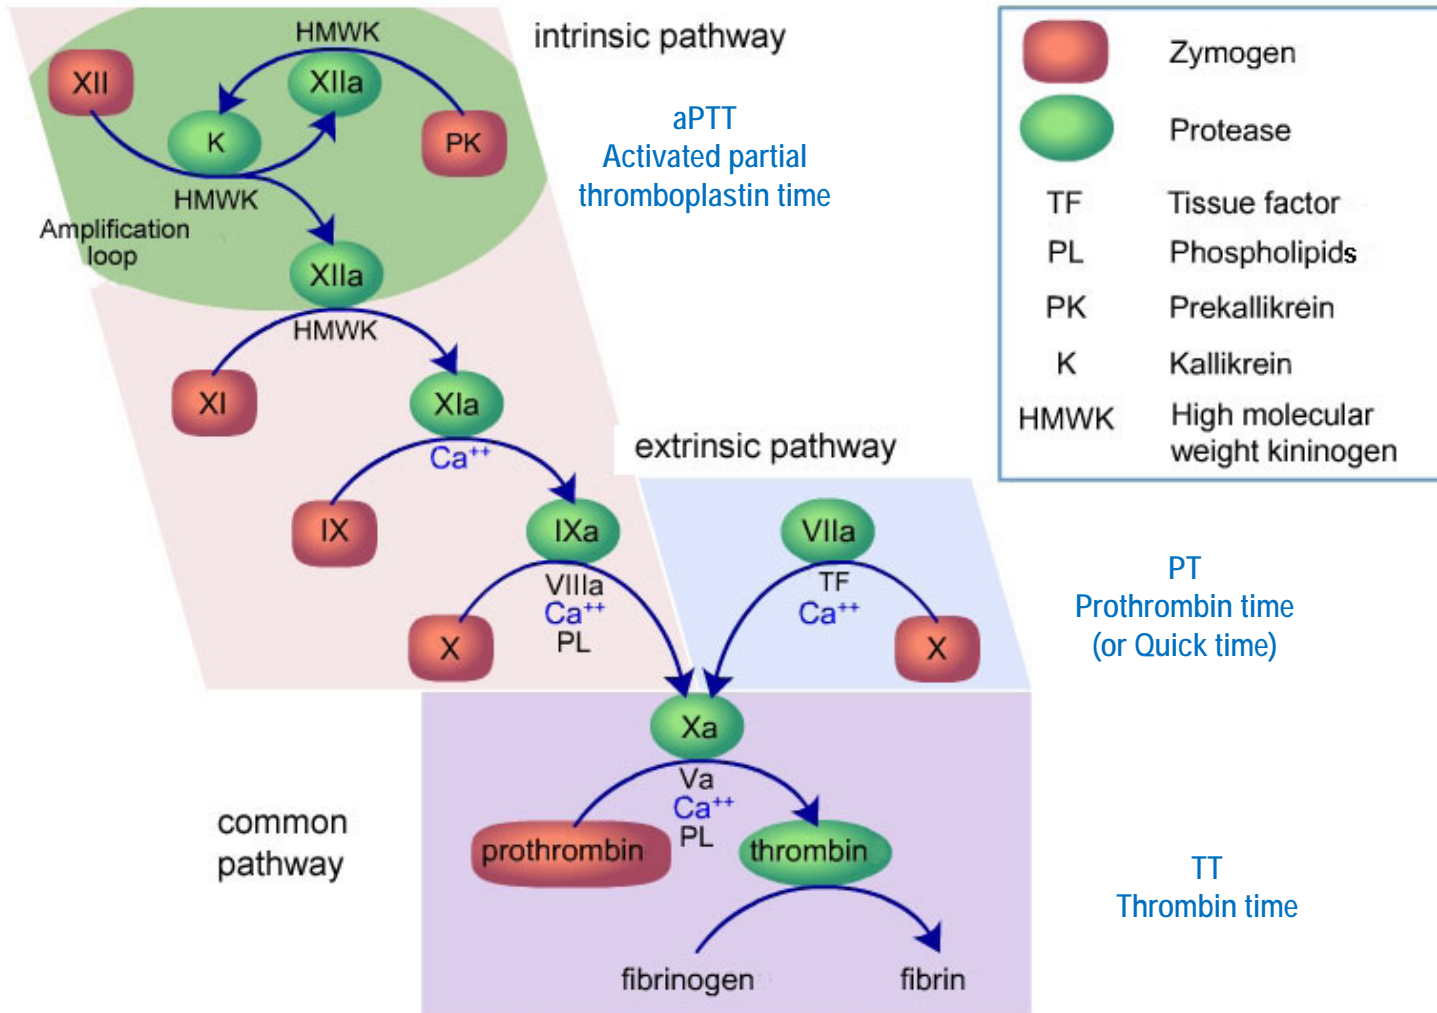 HMWK
intrinsic pathway
XII
XIIa
K
PK
HMWK
Amplification
loop
XIIa
HMWK
aPTT
Activated partial
thromboplastin time
XI
XIa
Ca++
IX
IXa
VIIIa
Ca++
PL
X
extrinsic pathway
VIIa
TF
Ca++
X
PT
Prothrombin time
(or Quick time)
common
pathway
Xa
Va
Ca++
PL
prothrombin
thrombin
fibrinogen
fibrin
TT
Thrombin time
Zymogen
Protease
TF Tissue factor
PL Phospholipids
PK Prekallikrein
K Kallikrein
HMWK High molecular
weight kininogen